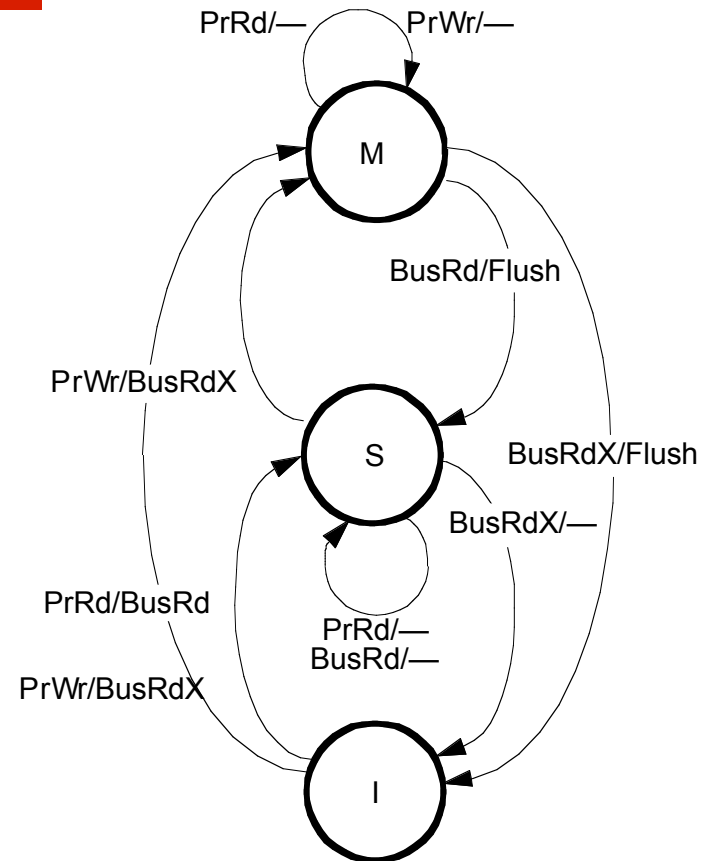 PrRd/— PrWr/—
M
BusRd/Flush
PrWr/BusRdX
S
BusRdX/Flush
BusRdX/—
PrRd/BusRd
PrRd/—
BusRd/—
PrWr/BusRdX
I